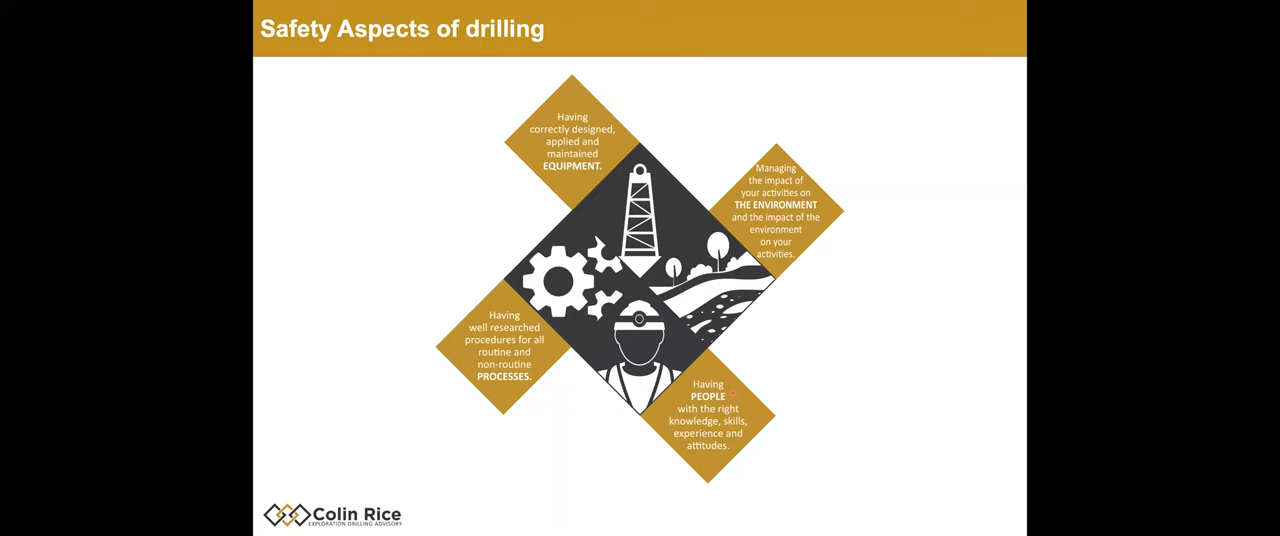 Safety Aspects of drilling
Having
correctly designed,
applied and
maintained
EQUIPMENT.
Managing
the impact of
your activities on
THE ENVIRONMENT
and the impact of the
environment
on your
activities.
Having
well researched
procedures for all
routine and
non-routine
PROCESSES.
Having
PEOPLE
with the right
knowledge, skills,
experience and
attitudes.
Colin Rice
EXPLORATION DRILLING ADVISORY